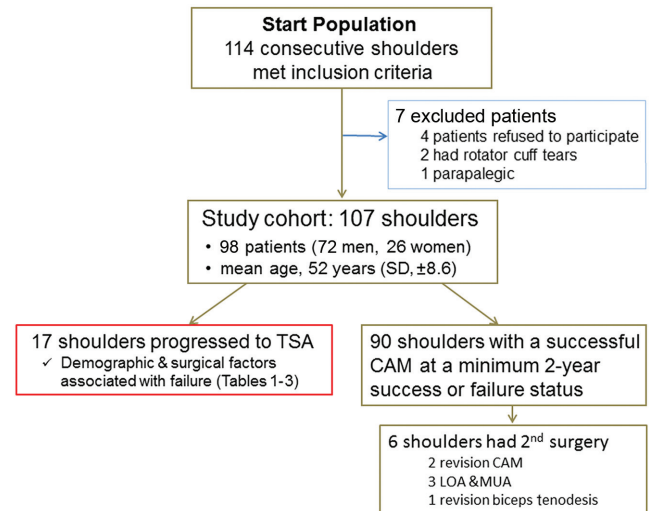 Start Population
114 consecutive shoulders
met inclusion criteria
7 excluded patients
4 patients refused to participate
2 had rotator cuff tears
1 parapalegic
Study cohort: 107 shoulders
• 98 patients (72 men, 26 women)
• mean age, 52 years (SD, ±8.6)
17 shoulders progressed to TSA
✓ Demographic & surgical factors
associated with failure (Tables 1-3)
90 shoulders with a successful
CAM at a minimum 2-year
success or failure status
6 shoulders had 2nd surgery
2 revision CAM
3 LOA &MUA
1 revision biceps tenodesis